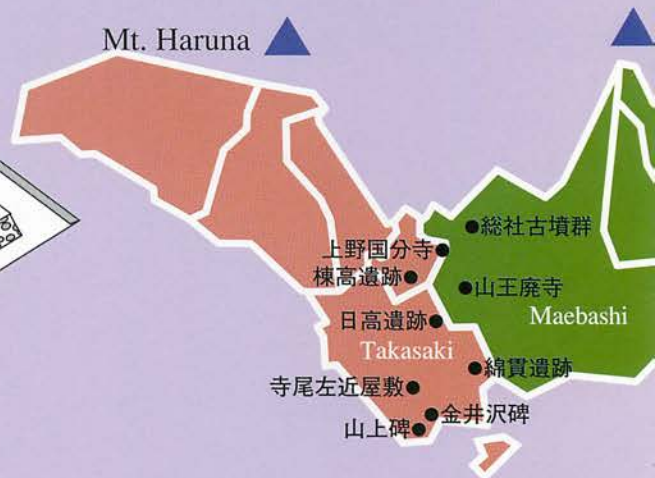 Mt. Haruna
総社古墳群
上野国分寺
棟高遺跡
山王廃寺
Maebashi
日高遺跡
Takasaki
綿貫遺跡
寺尾左近屋敷
金井沢碑
山上碑